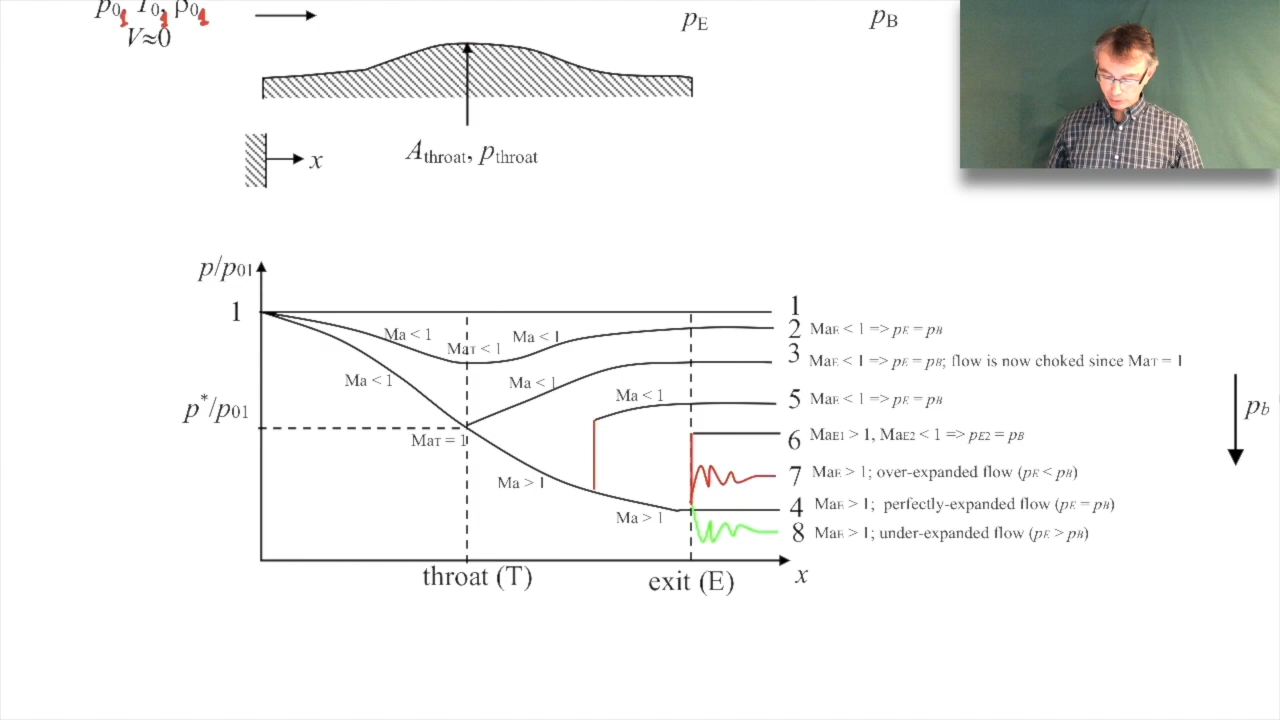 p01 T01, ρ01
V≈0
pE
pB
Athroat, pthroat
x
p/p01
1
1
Ma < 1
MaT < 1
Ma < 1
2 MaE < 1 => pE = pB
Ma < 1
Ma < 1
3 MaE < 1 => pE = pB; flow is now choked since MaT = 1
Ma < 1
5 MaE < 1 => pE = pB
p*/p01
MaT = 1
6 MaE1 > 1, MaE2 < 1 => pE2 = pB
pb
Ma > 1
7 MaE > 1; over-expanded flow (pE < pB)
Ma > 1
4 MaE > 1; perfectly-expanded flow (pE = pB)
8 MaE > 1; under-expanded flow (pE > pB)
throat (T)
exit (E)
x